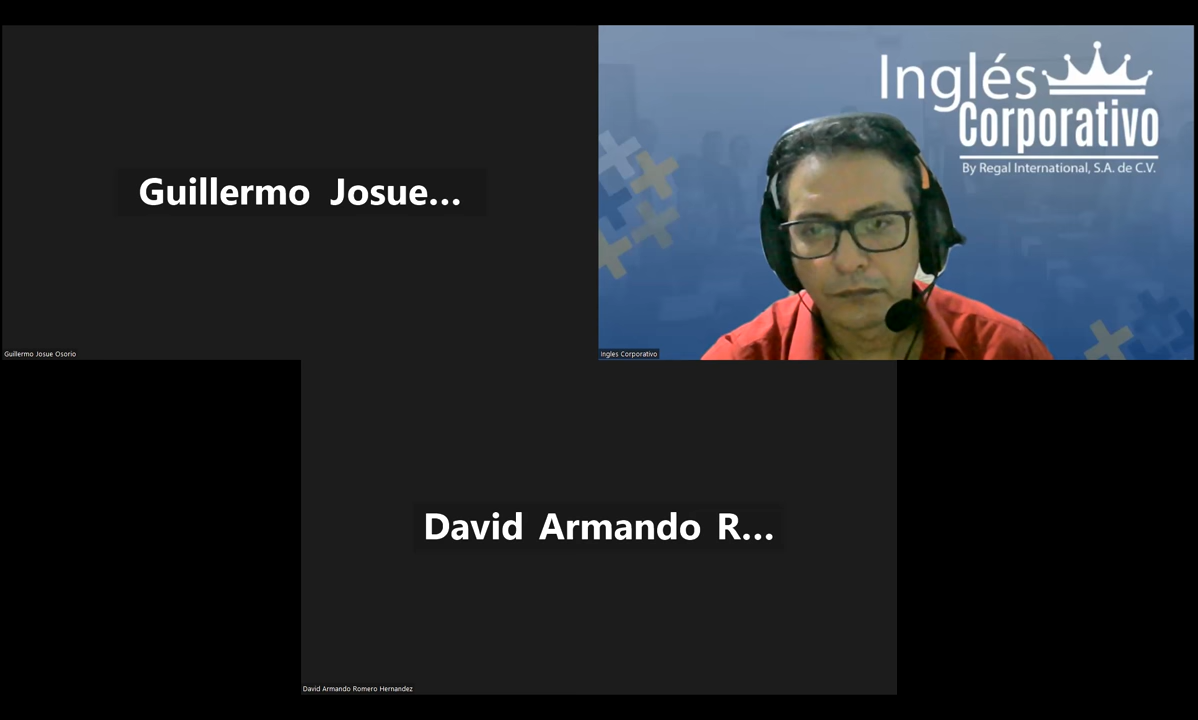 Guillermo Josue...
Guillermo Josue Osorio
Inglés
Corporativo
By Regal International, S.A. de C.V.
Ingles Corporativo
David Armando R...
David Armando Romero Hernandez